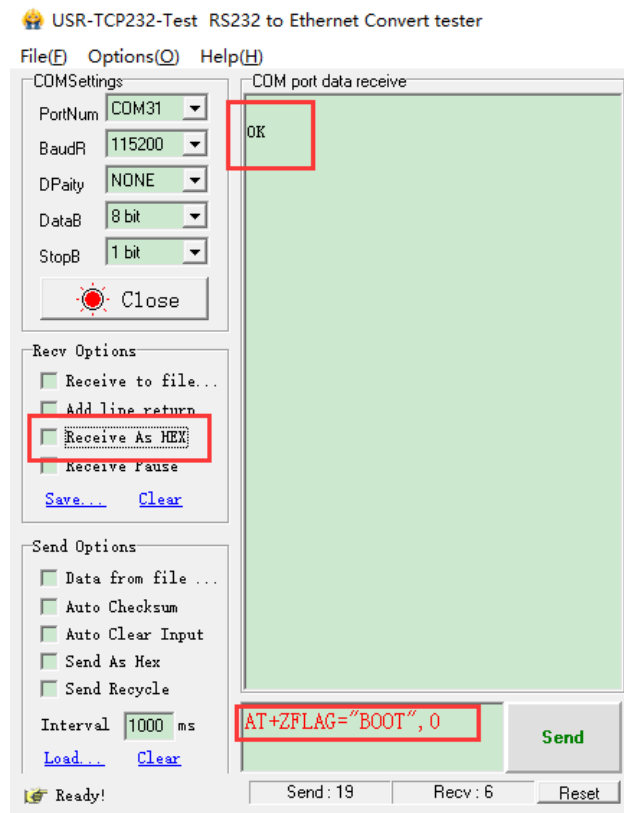 USR-TCP232-Test RS232 to Ethernet Convert tester
File(F) Options(O) Help(H)
COMSettings
PortNum COM31
BaudR 115200
DPaity NONE
DataB 8 bit
StopB 1 bit
Close
Recv Options
Receive to file...
Add line return
Receive As HEX
Receive Pause
Save... Clear
Send Options
Data from file ...
Auto Checksum
Auto Clear Input
Send As Hex
Send Recycle
Interval 1000 ms
Load... Clear
COM port data receive
OK
AT+ZFLAG="BOOT", 0
Send
Ready!
Send : 19
Recv : 6
Reset